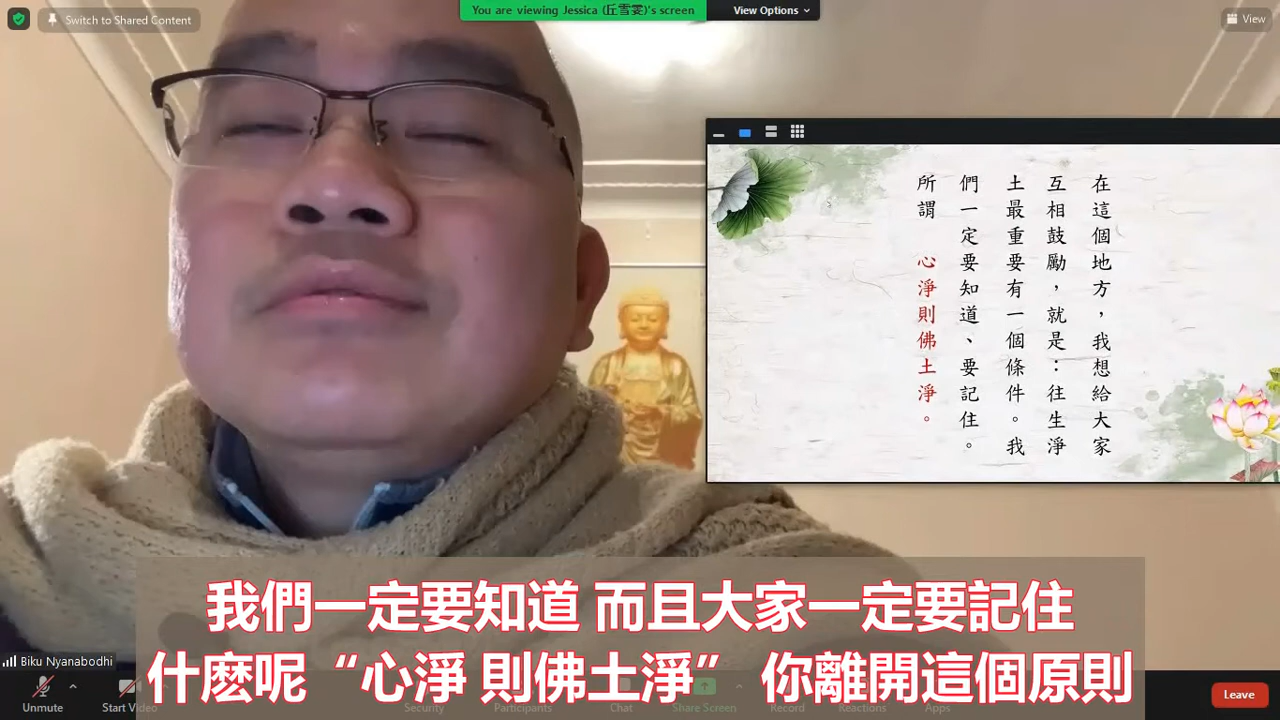 Switch to Shared Content
You are viewing Jessica (丘雪雯)'s screen
View Options
View
在這個地方，我想給大家
互相鼓勵，就是：往生淨
土最重要有一個條件。我
們一定要知道、要記住。
所謂 心淨則佛土淨。
我們一定要知道 而且大家一定要記住
什麽呢“心淨 則佛土淨” 你離開這個原則
Biku Nyanabodhi
Unmute
Start Video
Security
Participants
Chat
Share Screen
Record
Reactions
Apps
Leave